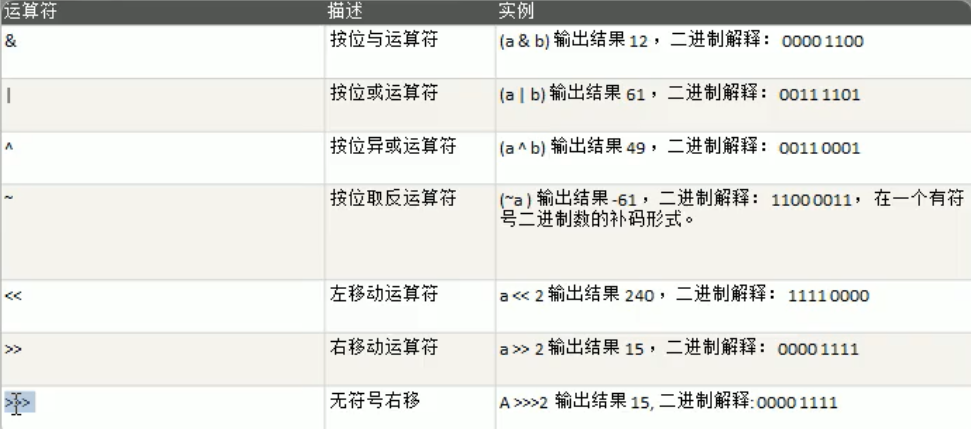 运算符 描述 实例
& 按位与运算符 (a & b) 输出结果 12 ，二进制解释： 0000 1100
| 按位或运算符 (a | b) 输出结果 61 ，二进制解释： 0011 1101
^ 按位异或运算符 (a ^ b) 输出结果 49 ，二进制解释： 0011 0001
~ 按位取反运算符 (~a ) 输出结果 -61 ，二进制解释： 1100 0011， 在一个有符
号二进制数的补码形式。
<< 左移动运算符 a << 2 输出结果 240 ，二进制解释： 1111 0000
>> 右移动运算符 a >> 2 输出结果 15 ，二进制解释： 0000 1111
>>> 无符号右移 A >>>2 输出结果 15, 二进制解释: 0000 1111